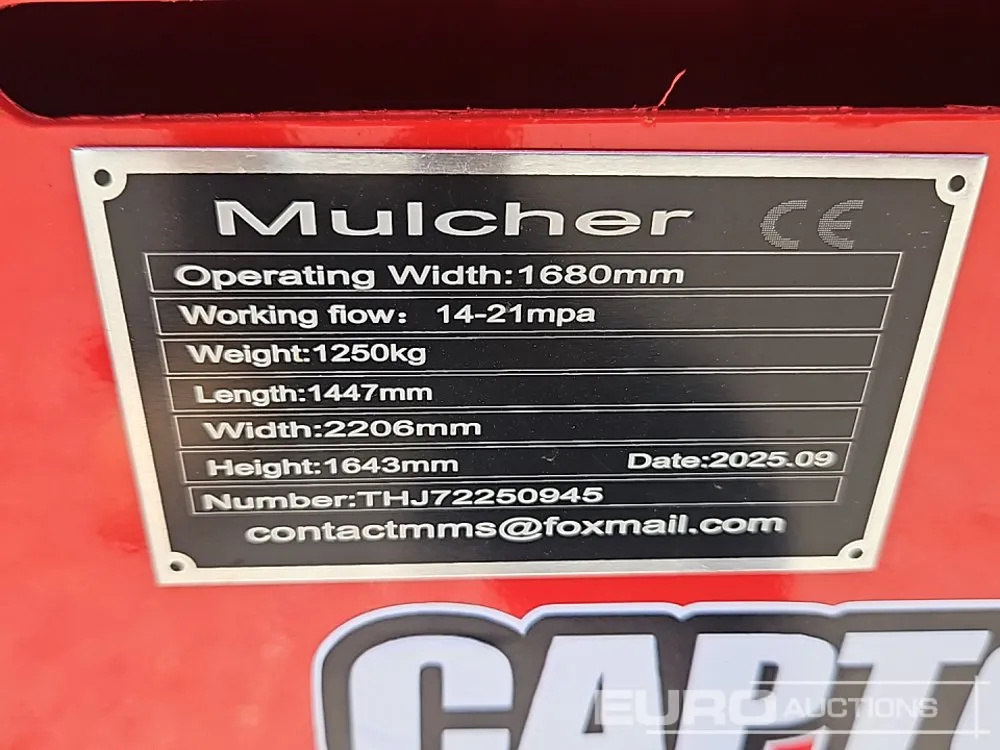 Mulcher CE
Operating Width:1680mm
Working flow: 14-21mpa
Weight:1250kg
Length:1447mm
Width:2206mm
Height:1643mm Date:2025.09
Number:THJ72250945
contactmms@foxmail.com
EURO AUCTIONS